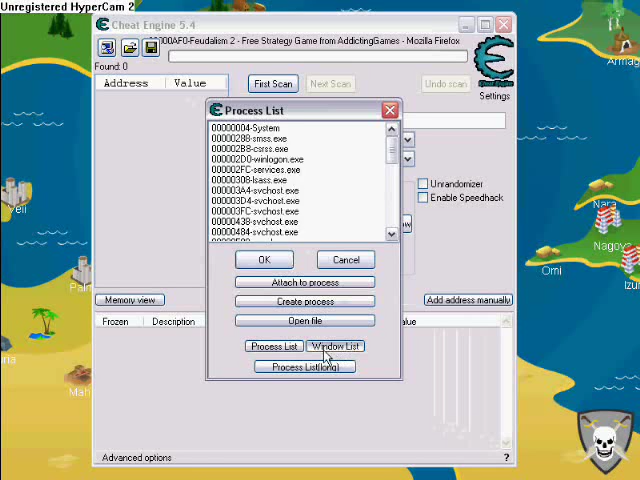 Unregistered HyperCam 2
Cheat Engine 5.4
000AF0-Feudalism 2 - Free Strategy Game from AddictingGames - Mozilla Firefox
Found: 0
Address Value
First Scan
Next Scan
Undo scan
Settings
Process List
00000004-System
00000288-smss.exe
000002B8-csrss.exe
000002D0-winlogon.exe
000002FC-services.exe
00000308-lsass.exe
000003A4-svchost.exe
000003D4-svchost.exe
000003FC-svchost.exe
00000438-svchost.exe
00000484-svchost.exe
Unrandomizer
Enable Speedhack
OK
Cancel
Attach to process
Create process
Open file
Process List
Window List
Process List(long)
Memory view
Add address manually
Frozen
Description
alue
Advanced options
?
Armag
Nara
Nagoya
Omi
Izur
Mah